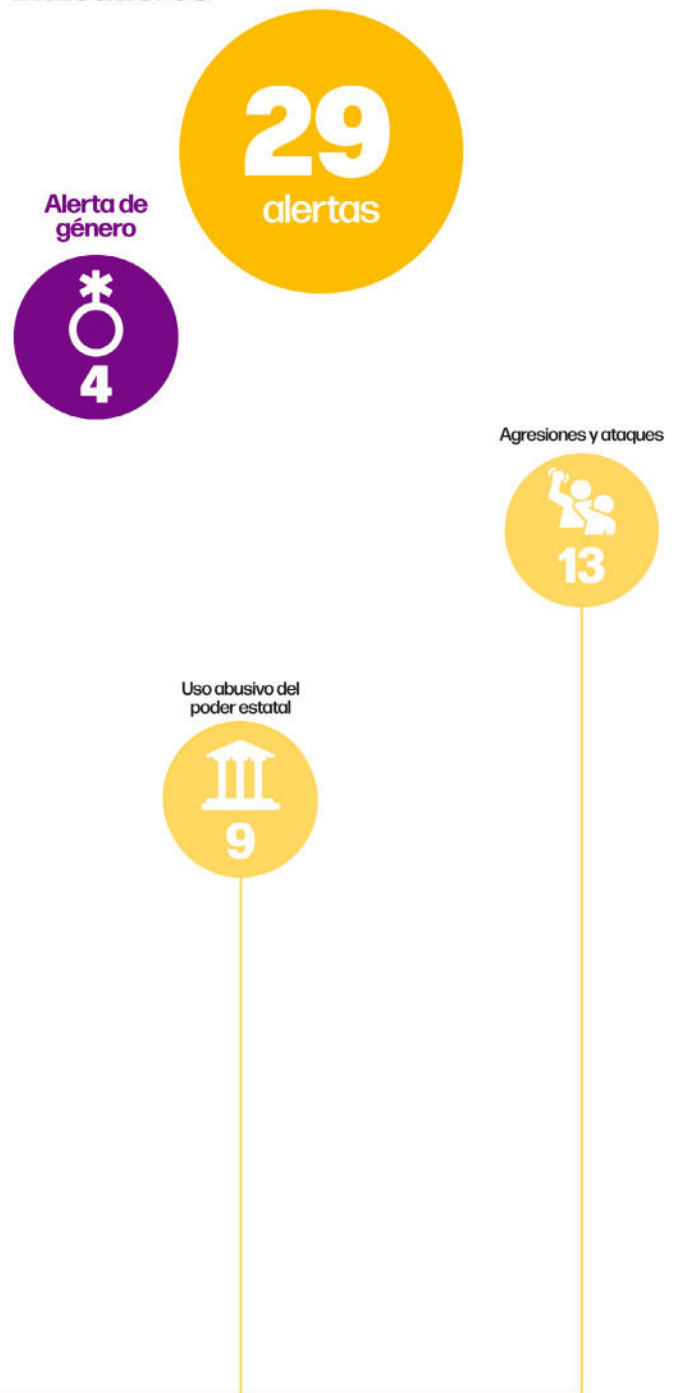 29
alertas
Alerta de
género
4
Agresiones y ataques
13
Uso abusivo del
poder estatal
9